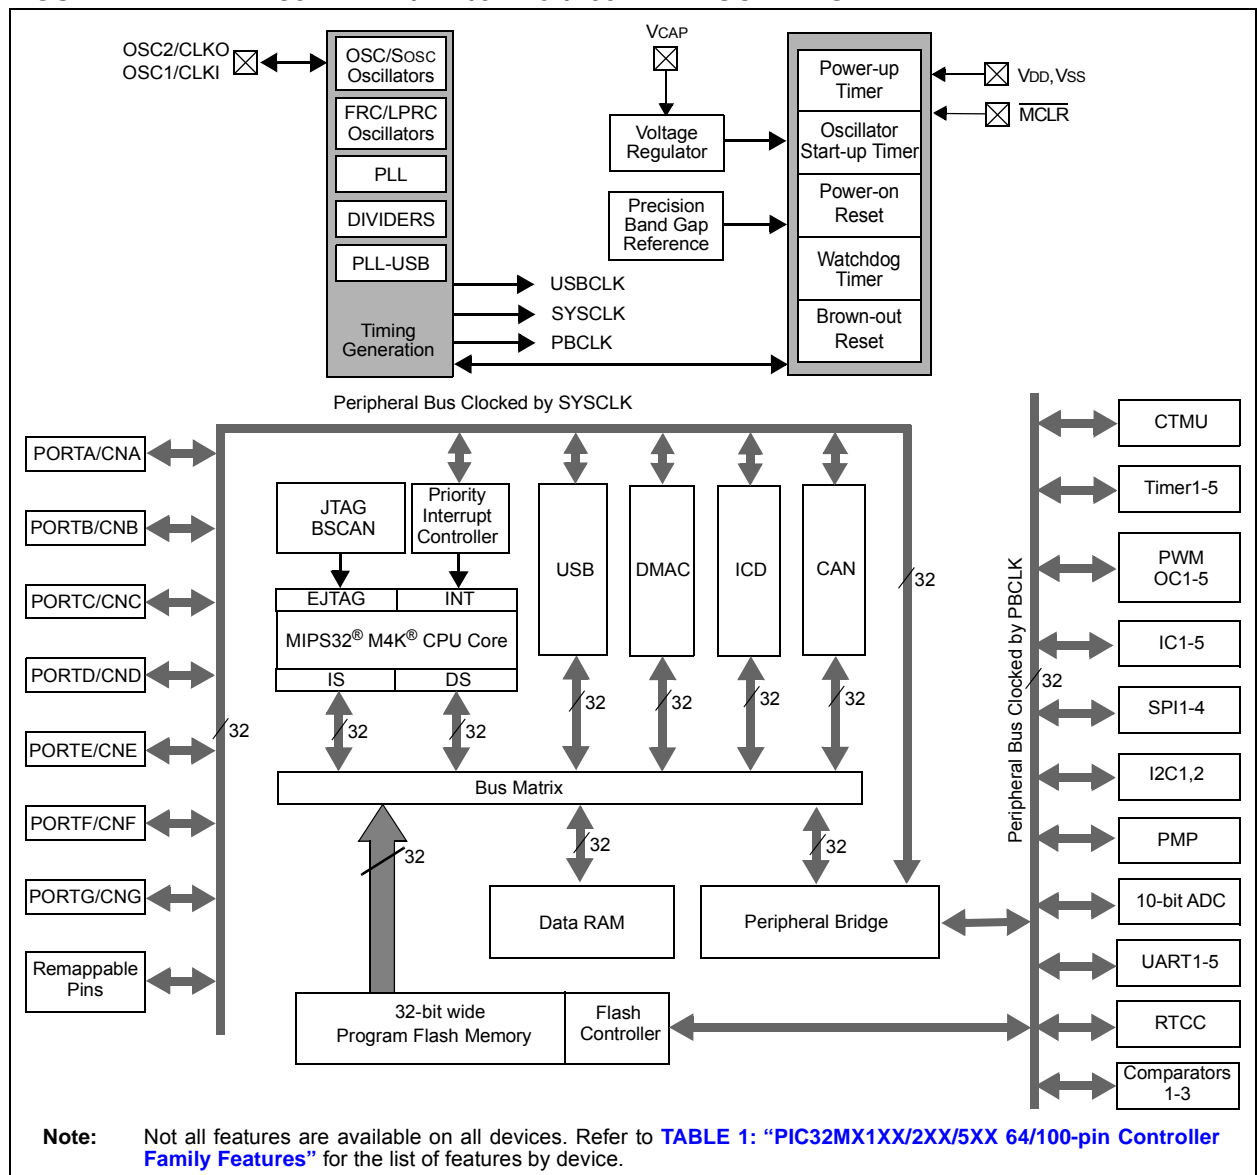 OSC2/CLKO
OSC1/CLKI
OSC/SOSC
Oscillators
FRC/LPRC
Oscillators
PLL
DIVIDERS
PLL-USB
Timing
Generation
USBCLK
SYSCLK
PBCLK
VCAP
Voltage
Regulator
Precision
Band Gap
Reference
Power-up
Timer
Oscillator
Start-up Timer
Power-on
Reset
Watchdog
Timer
Brown-out
Reset
VDD, VSS
MCLR
Peripheral Bus Clocked by SYSCLK
PORTA/CNA
PORTB/CNB
PORTC/CNC
PORTD/CND
PORTE/CNE
PORTF/CNF
PORTG/CNG
Remappable
Pins
32
JTAG
BSCAN
Priority
Interrupt
Controller
EJTAG
INT
MIPS32® M4K® CPU Core
IS
DS
USB
DMAC
ICD
CAN
32
32
32
32
32
32
32
Bus Matrix
32
32
32
Data RAM
Peripheral Bridge
32-bit wide
Program Flash Memory
Flash
Controller
Peripheral Bus Clocked by PBCLK
32
CTMU
Timer1-5
PWM
OC1-5
IC1-5
SPI1-4
I2C1,2
PMP
10-bit ADC
UART1-5
RTCC
Comparators
1-3
Note: Not all features are available on all devices. Refer to TABLE 1: “PIC32MX1XX/2XX/5XX 64/100-pin Controller
Family Features” for the list of features by device.